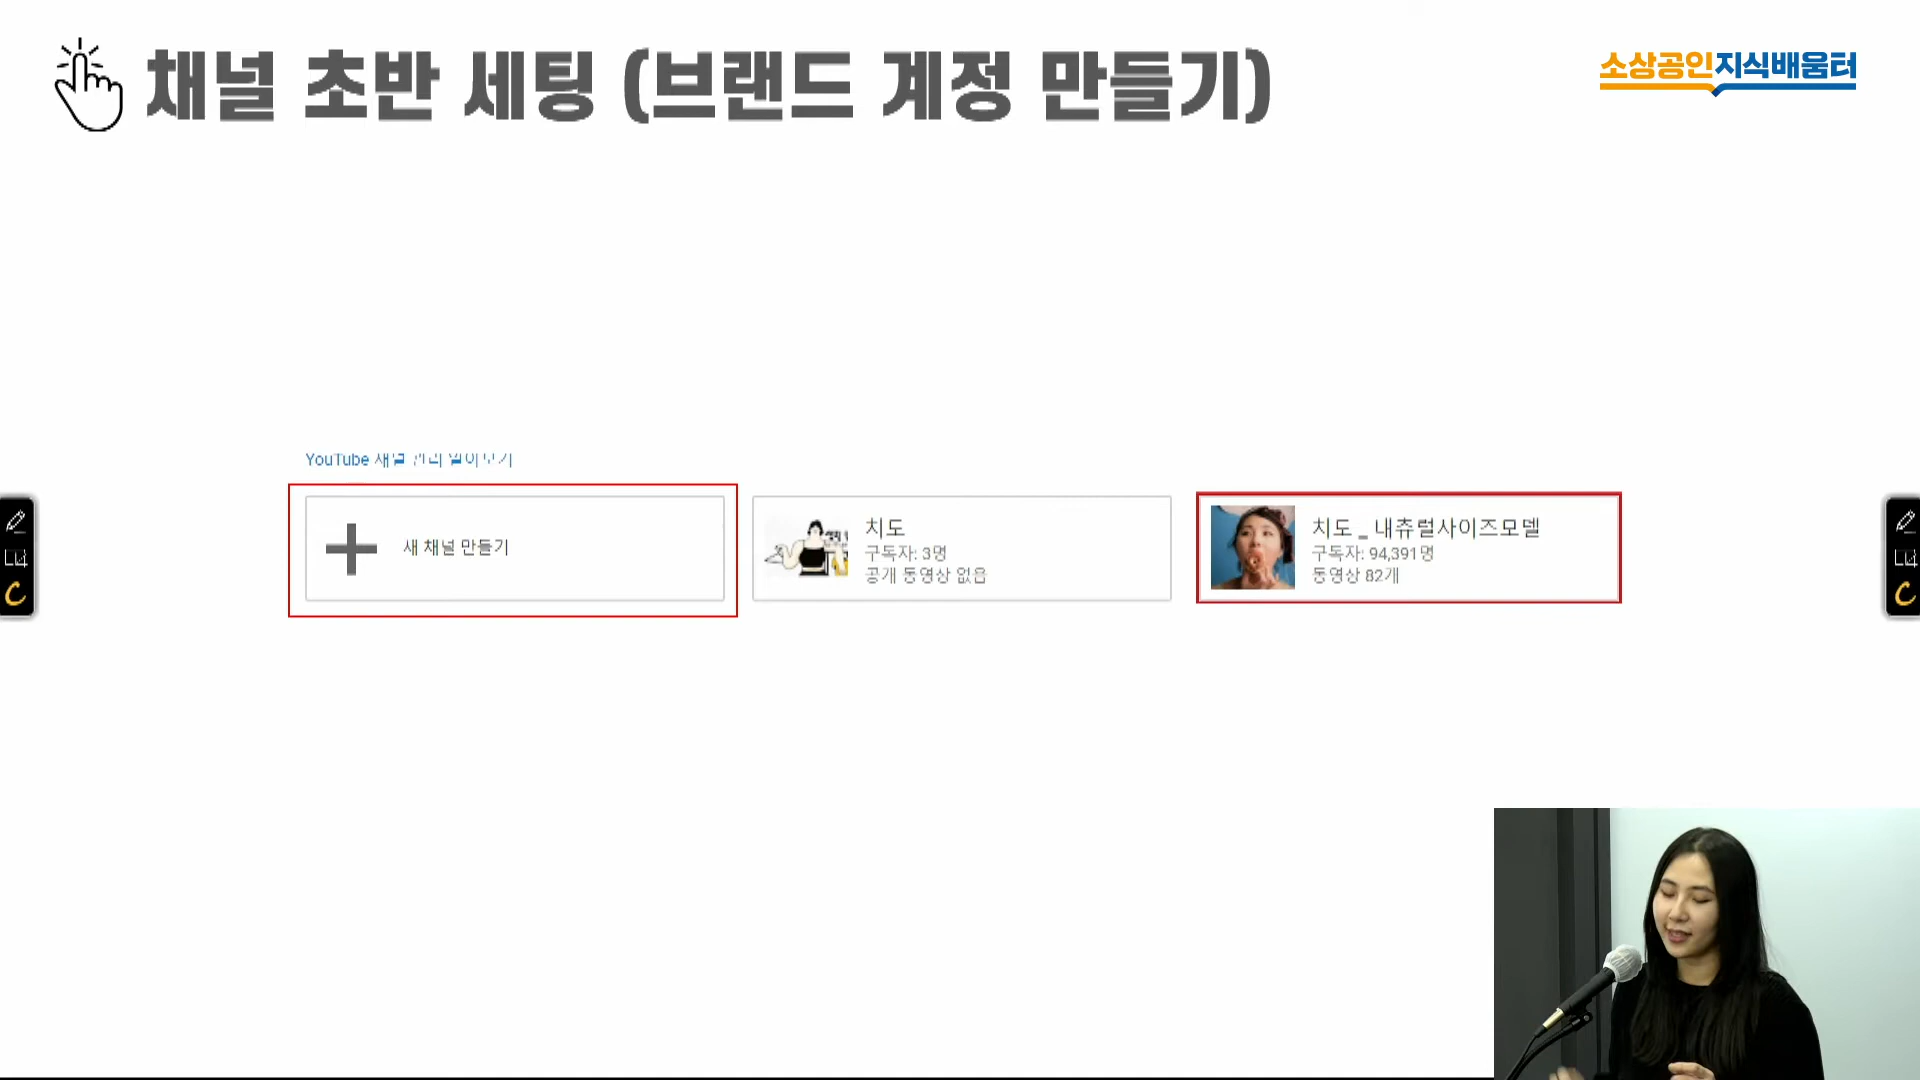 채널 초반 세팅 (브랜드 계정 만들기)
소상공인지식배움터
YouTube
새 채널 만들기
치도
구독자: 3명
공개 동영상 없음
치도 _ 내츄럴사이즈모델
구독자: 94,391명
동영상 82개